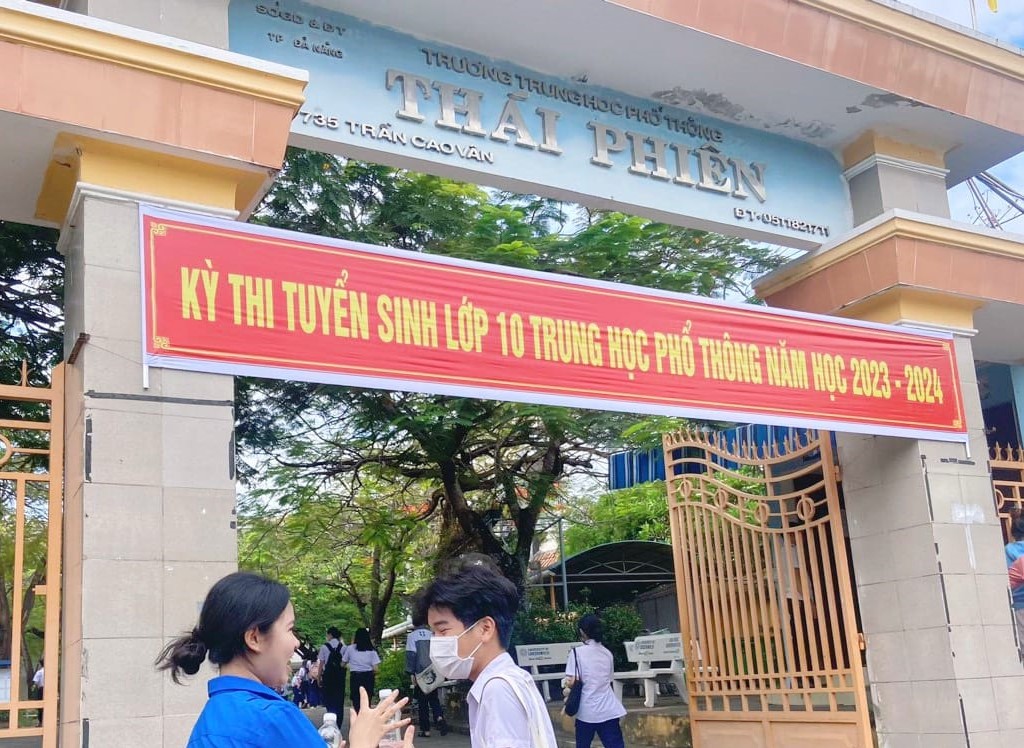 SỞ GD & ĐT
TP ĐÀ NẴNG
TRƯỜNG TRUNG HỌC PHỔ THÔNG
THÁI PHIÊN
735 TRẦN CAO VÂN
ĐT: 0511821711
KỲ THI TUYỂN SINH LỚP 10 TRUNG HỌC PHỔ THÔNG NĂM HỌC 2023 - 2024